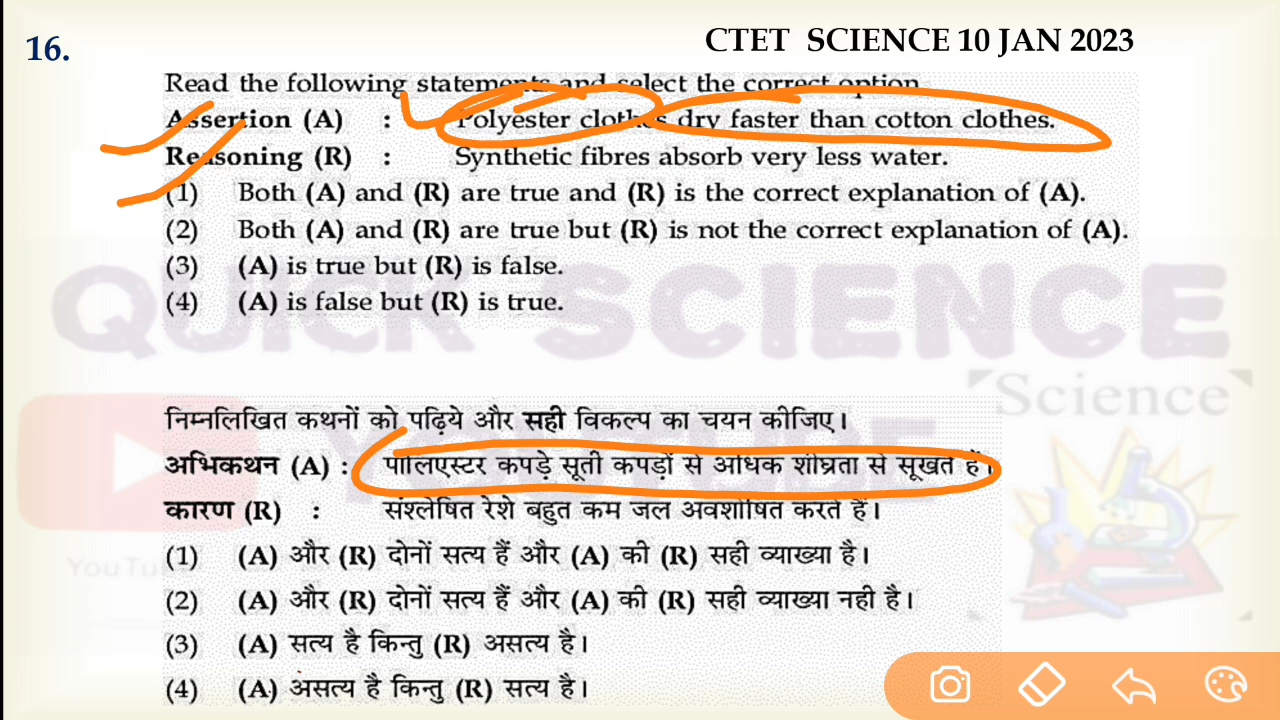 16.
CTET SCIENCE 10 JAN 2023
Read the following statements and select the correct option.
Assertion (A) : Polyester clothes dry faster than cotton clothes.
Reasoning (R) : Synthetic fibres absorb very less water.
(1) Both (A) and (R) are true and (R) is the correct explanation of (A).
(2) Both (A) and (R) are true but (R) is not the correct explanation of (A).
(3) (A) is true but (R) is false.
(4) (A) is false but (R) is true.
QUICK SCIENCE
Science
निम्नलिखित कथनों को पढ़िये और सही विकल्प का चयन कीजिए।
YOUTUBE
अभिकथन (A) : पॉलिएस्टर कपड़े सूती कपड़ों से अधिक शीघ्रता से सूखते हैं।
कारण (R) : संश्लेषित रेशे बहुत कम जल अवशोषित करते हैं।
(1) (A) और (R) दोनों सत्य हैं और (A) की (R) सही व्याख्या है।
YouTube
(2) (A) और (R) दोनों सत्य हैं और (A) की (R) सही व्याख्या नही है।
(3) (A) सत्य है किन्तु (R) असत्य है।
(4) (A) असत्य है किन्तु (R) सत्य है।